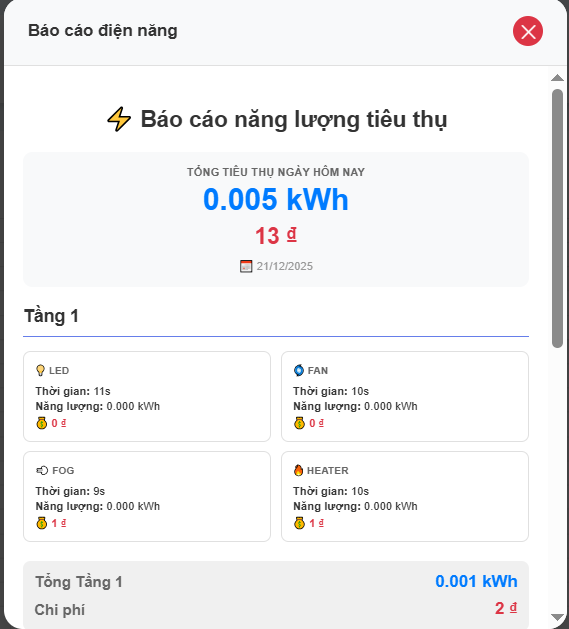 Báo cáo điện năng
Báo cáo năng lượng tiêu thụ
TỔNG TIÊU THỤ NGÀY HÔM NAY
0.005 kWh
13 ₫
21/12/2025
Tầng 1
LED
Thời gian: 11s
Năng lượng: 0.000 kWh
0 ₫
FAN
Thời gian: 10s
Năng lượng: 0.000 kWh
0 ₫
FOG
Thời gian: 9s
Năng lượng: 0.000 kWh
1 ₫
HEATER
Thời gian: 10s
Năng lượng: 0.000 kWh
1 ₫
Tổng Tầng 1 0.001 kWh
Chi phí 2 ₫